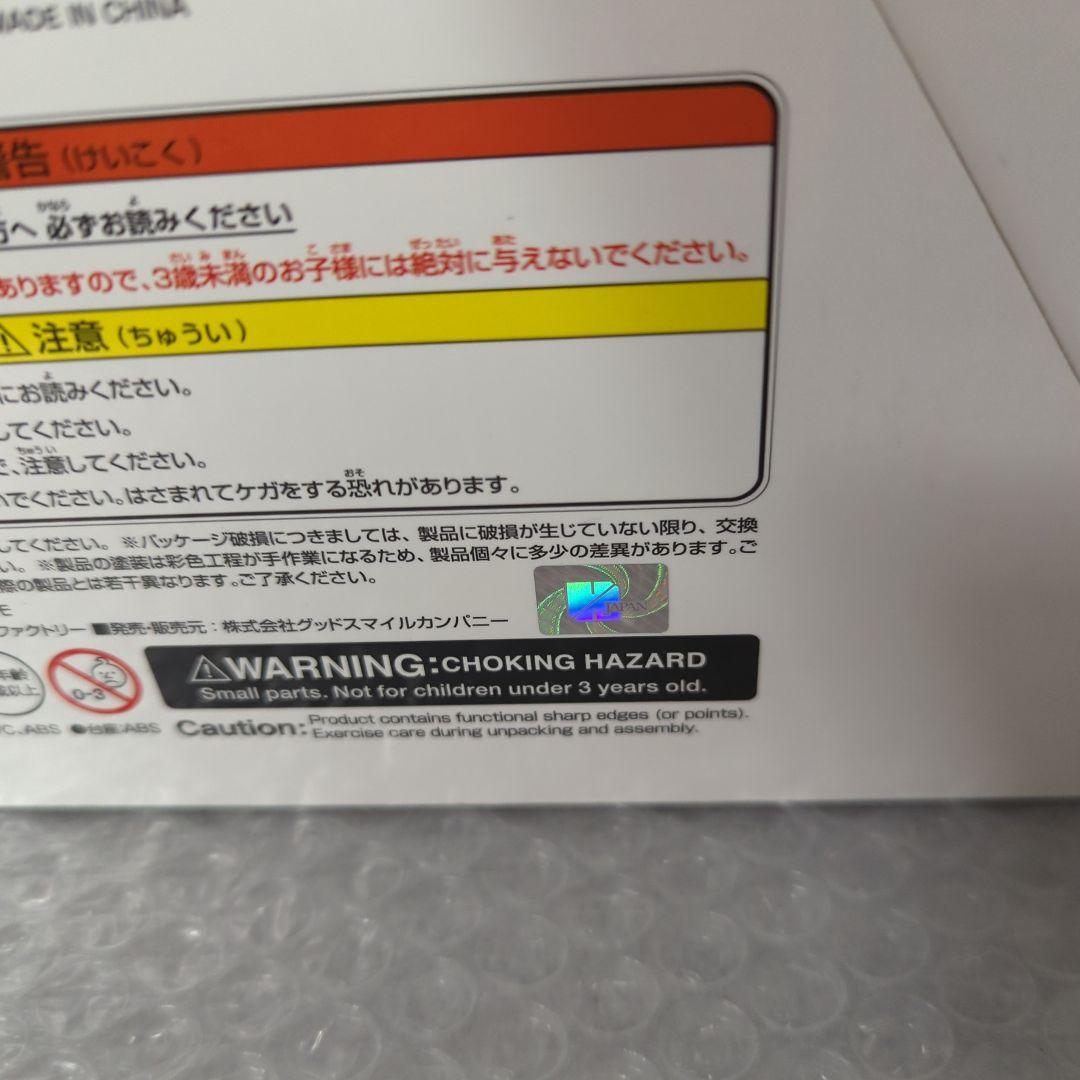 MADE IN CHINA
警告(けいこく)
方へ 必ずお読みください
ありますので、3歳未満のお子様には絶対に与えないでください。
⚠注意(ちゅうい)
にお読みください。
してください。
で、注意してください。
いでください。はさまれてケガをする恐れがあります。
してください。 ※パッケージ破損につきましては、製品に破損が生じていない限り、交換
い。 ※製品の塗装は彩色工程が手作業になるため、製品個々に多少の差異があります。ご
際の製品とは若干異なります。ご了承ください。
モ
JAPAN
ファクトリー ■発売・販売元:株式会社グッドスマイルカンパニー
年齢
以上
0-3
⚠WARNING:CHOKING HAZARD
Small parts. Not for children under 3 years old.
VC、ABS ●台座:ABS
Caution: Product contains functional sharp edges (or points).
Exercise care during unpacking and assembly.